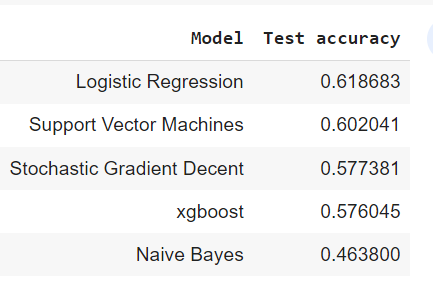 Model Test accuracy
Logistic Regression 0.618683
Support Vector Machines 0.602041
Stochastic Gradient Decent 0.577381
xgboost 0.576045
Naive Bayes 0.463800